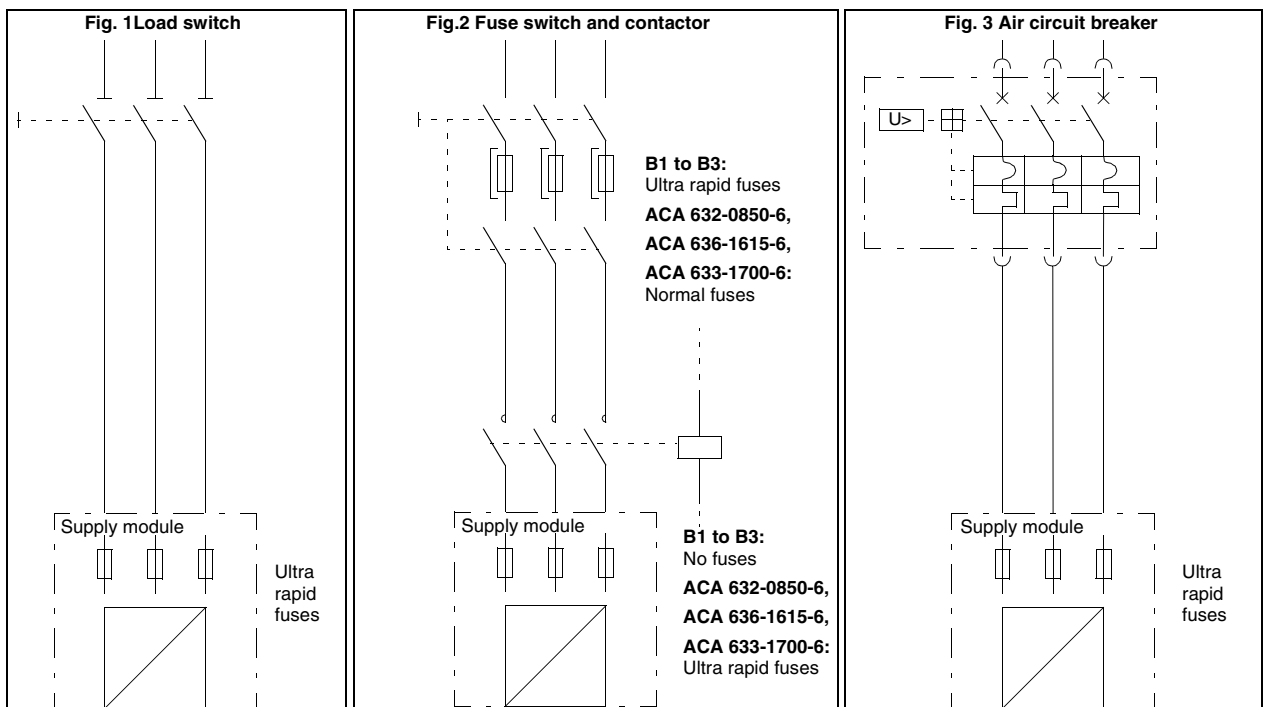 Fig. 1Load switch
Supply module
Ultra
rapid
fuses
Fig.2 Fuse switch and contactor
B1 to B3:
Ultra rapid fuses
ACA 632-0850-6,
ACA 636-1615-6,
ACA 633-1700-6:
Normal fuses
Supply module
B1 to B3:
No fuses
ACA 632-0850-6,
ACA 636-1615-6,
ACA 633-1700-6:
Ultra rapid fuses
Fig. 3 Air circuit breaker
U>
Supply module
Ultra
rapid
fuses